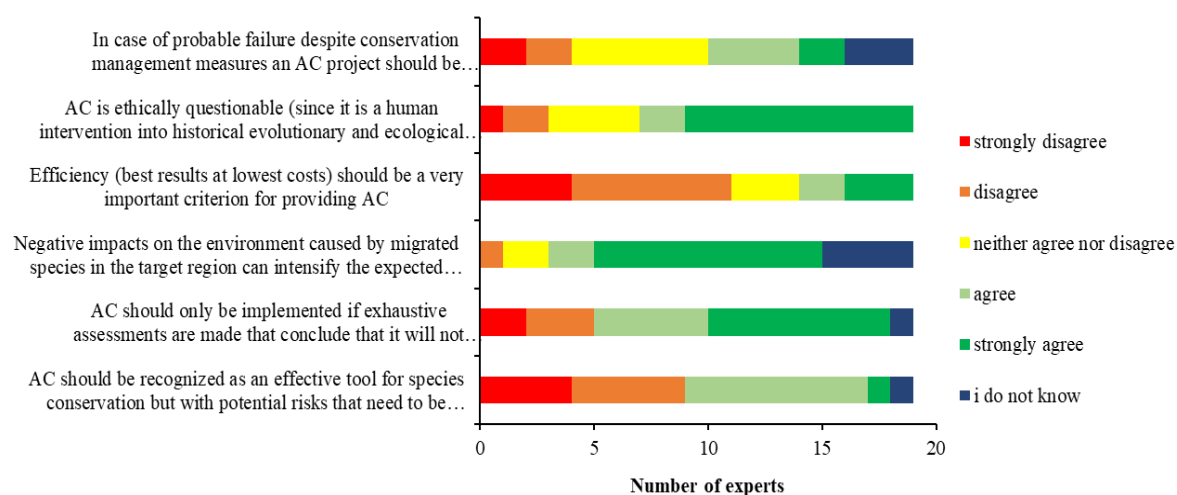 In case of probable failure despite conservation
management measures an AC project should be…
AC is ethically questionable (since it is a human
intervention into historical evolutionary and ecological…
Efficiency (best results at lowest costs) should be a very
important criterion for providing AC
Negative impacts on the environment caused by migrated
species in the target region can intensify the expected…
AC should only be implemented if exhaustive
assessments are made that conclude that it will not…
AC should be recognized as an effective tool for species
conservation but with potential risks that need to be…
0 5 10 15 20
Number of experts
strongly disagree
disagree
neither agree nor disagree
agree
strongly agree
i do not know